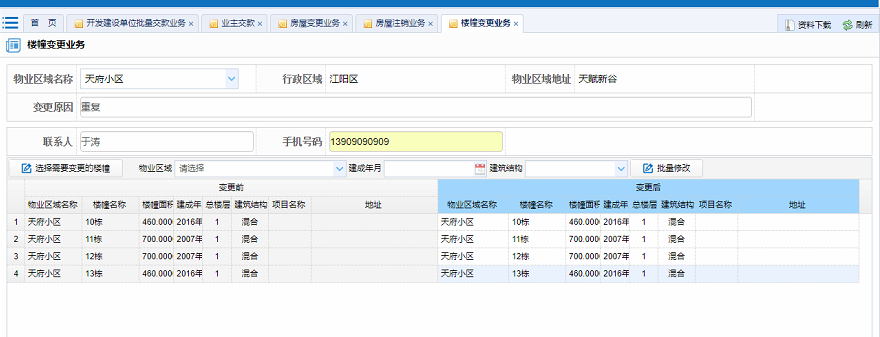 首 页 开发建设单位批量交款业务 × 业主交款 × 房屋变更业务 × 房屋注销业务 × 楼幢变更业务 × 资料下载 刷新
楼幢变更业务
物业区域名称 天府小区 行政区域 江阳区 物业区域地址 天赋新谷
变更原因 重复
联系人 于涛 手机号码 13909090909
选择需要变更的楼幢 物业区域 请选择 建成年月 建筑结构 批量修改
变更前 变更后
物业区域名称 楼幢名称 楼幢面积 建成年 总楼层 建筑结构 项目名称 地址 物业区域名称 楼幢名称 楼幢面积 建成年 总楼层 建筑结构 项目名称 地址
1 天府小区 10栋 460.000 2016年 1 混合 天府小区 10栋 460.000 2016年 1 混合
2 天府小区 11栋 700.000 2007年 1 混合 天府小区 11栋 700.000 2007年 1 混合
3 天府小区 12栋 700.000 2007年 1 混合 天府小区 12栋 700.000 2007年 1 混合
4 天府小区 13栋 460.000 2016年 1 混合 天府小区 13栋 460.000 2016年 1 混合